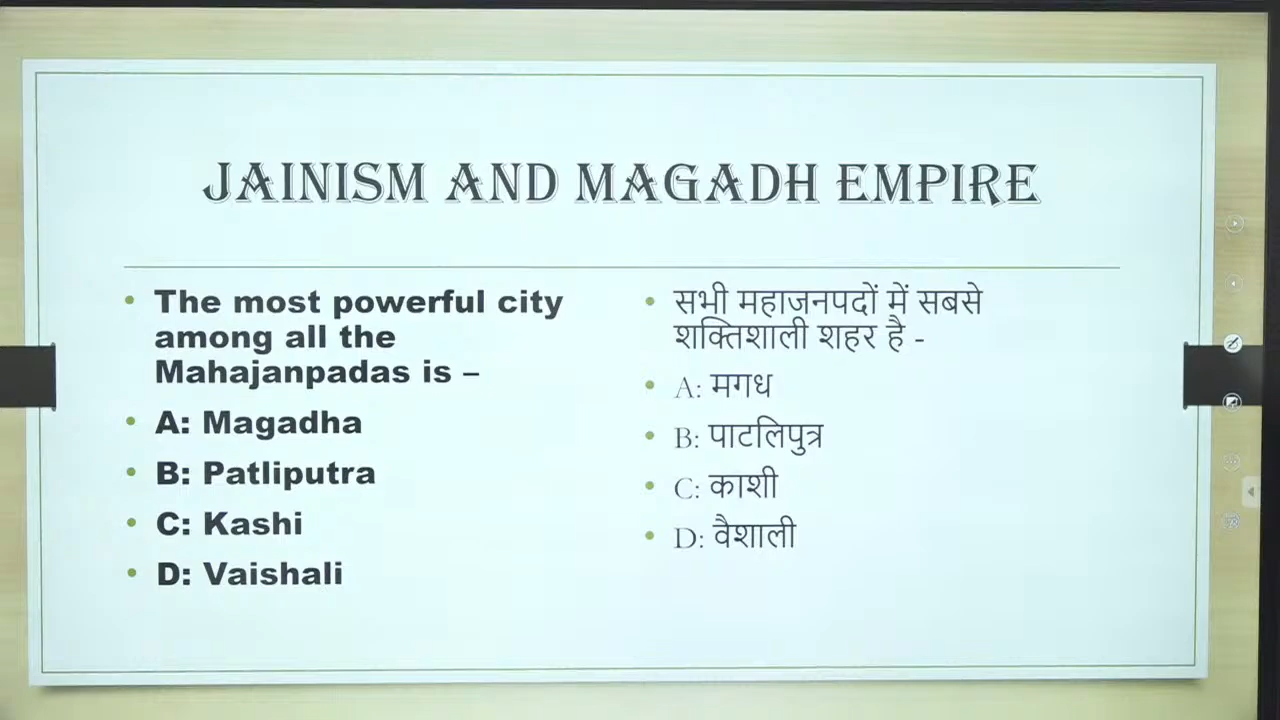 JAINISM AND MAGADH EMPIRE
• The most powerful city
among all the
Mahajanpadas is –
• A: Magadha
• B: Patliputra
• C: Kashi
• D: Vaishali
• सभी महाजनपदों में सबसे
शक्तिशाली शहर है -
• A: मगध
• B: पाटलिपुत्र
• C: काशी
• D: वैशाली